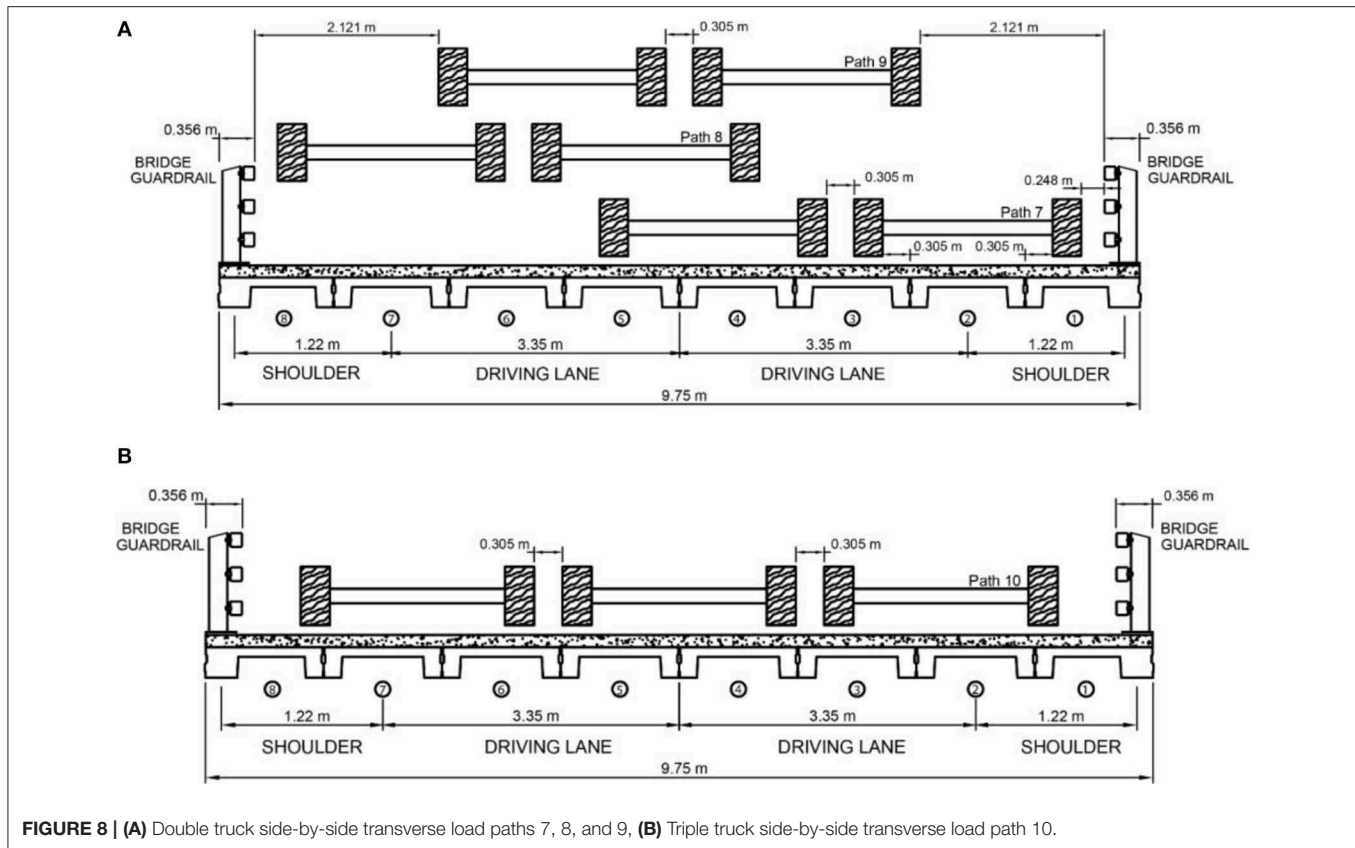 A
2.121 m
0.305 m
2.121 m
Path 9
0.356 m
Path 8
0.356 m
BRIDGE
GUARDRAIL
BRIDGE
GUARDRAIL
0.305 m
0.248 m
Path 7
0.305 m
0.305 m
8 7 6 5 4 3 2 1
1.22 m 3.35 m 3.35 m 1.22 m
SHOULDER DRIVING LANE DRIVING LANE SHOULDER
9.75 m
B
0.356 m
0.356 m
BRIDGE
GUARDRAIL
BRIDGE
GUARDRAIL
0.305 m
0.305 m
Path 10
8 7 6 5 4 3 2 1
1.22 m 3.35 m 3.35 m 1.22 m
SHOULDER DRIVING LANE DRIVING LANE SHOULDER
9.75 m
FIGURE 8 | (A) Double truck side-by-side transverse load paths 7, 8, and 9, (B) Triple truck side-by-side transverse load path 10.